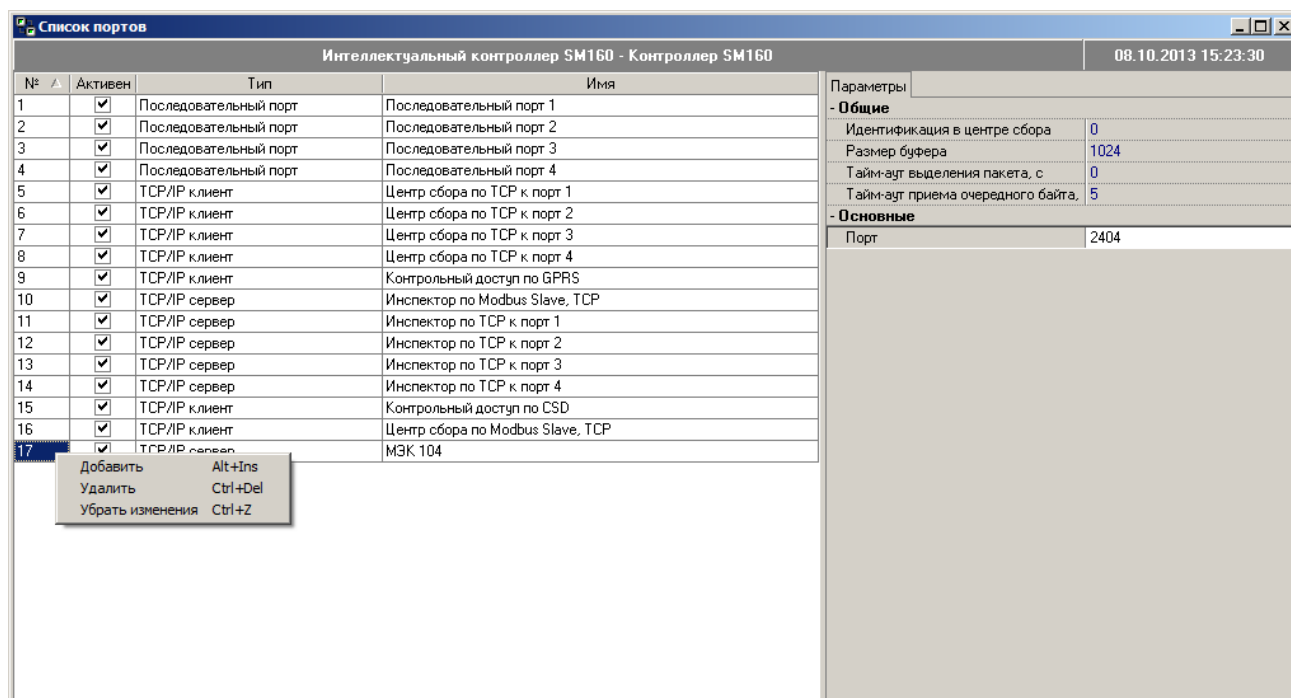 Список портов
Интеллектуальный контроллер SM160 - Контроллер SM160 08.10.2013 15:23:30
№ Активен Тип Имя
1 Последовательный порт Последовательный порт 1
2 Последовательный порт Последовательный порт 2
3 Последовательный порт Последовательный порт 3
4 Последовательный порт Последовательный порт 4
5 TCP/IP клиент Центр сбора по TCP к порт 1
6 TCP/IP клиент Центр сбора по TCP к порт 2
7 TCP/IP клиент Центр сбора по TCP к порт 3
8 TCP/IP клиент Центр сбора по TCP к порт 4
9 TCP/IP клиент Контрольный доступ по GPRS
10 TCP/IP сервер Инспектор по Modbus Slave, TCP
11 TCP/IP сервер Инспектор по TCP к порт 1
12 TCP/IP сервер Инспектор по TCP к порт 2
13 TCP/IP сервер Инспектор по TCP к порт 3
14 TCP/IP сервер Инспектор по TCP к порт 4
15 TCP/IP клиент Контрольный доступ по CSD
16 TCP/IP клиент Центр сбора по Modbus Slave, TCP
17 TCP/IP сервер МЭК 104
Добавить Alt+Ins
Удалить Ctrl+Del
Убрать изменения Ctrl+Z
Параметры
- Общие
Идентификация в центре сбора 0
Размер буфера 1024
Тайм-аут выделения пакета, с 0
Тайм-аут приема очередного байта, 5
- Основные
Порт 2404